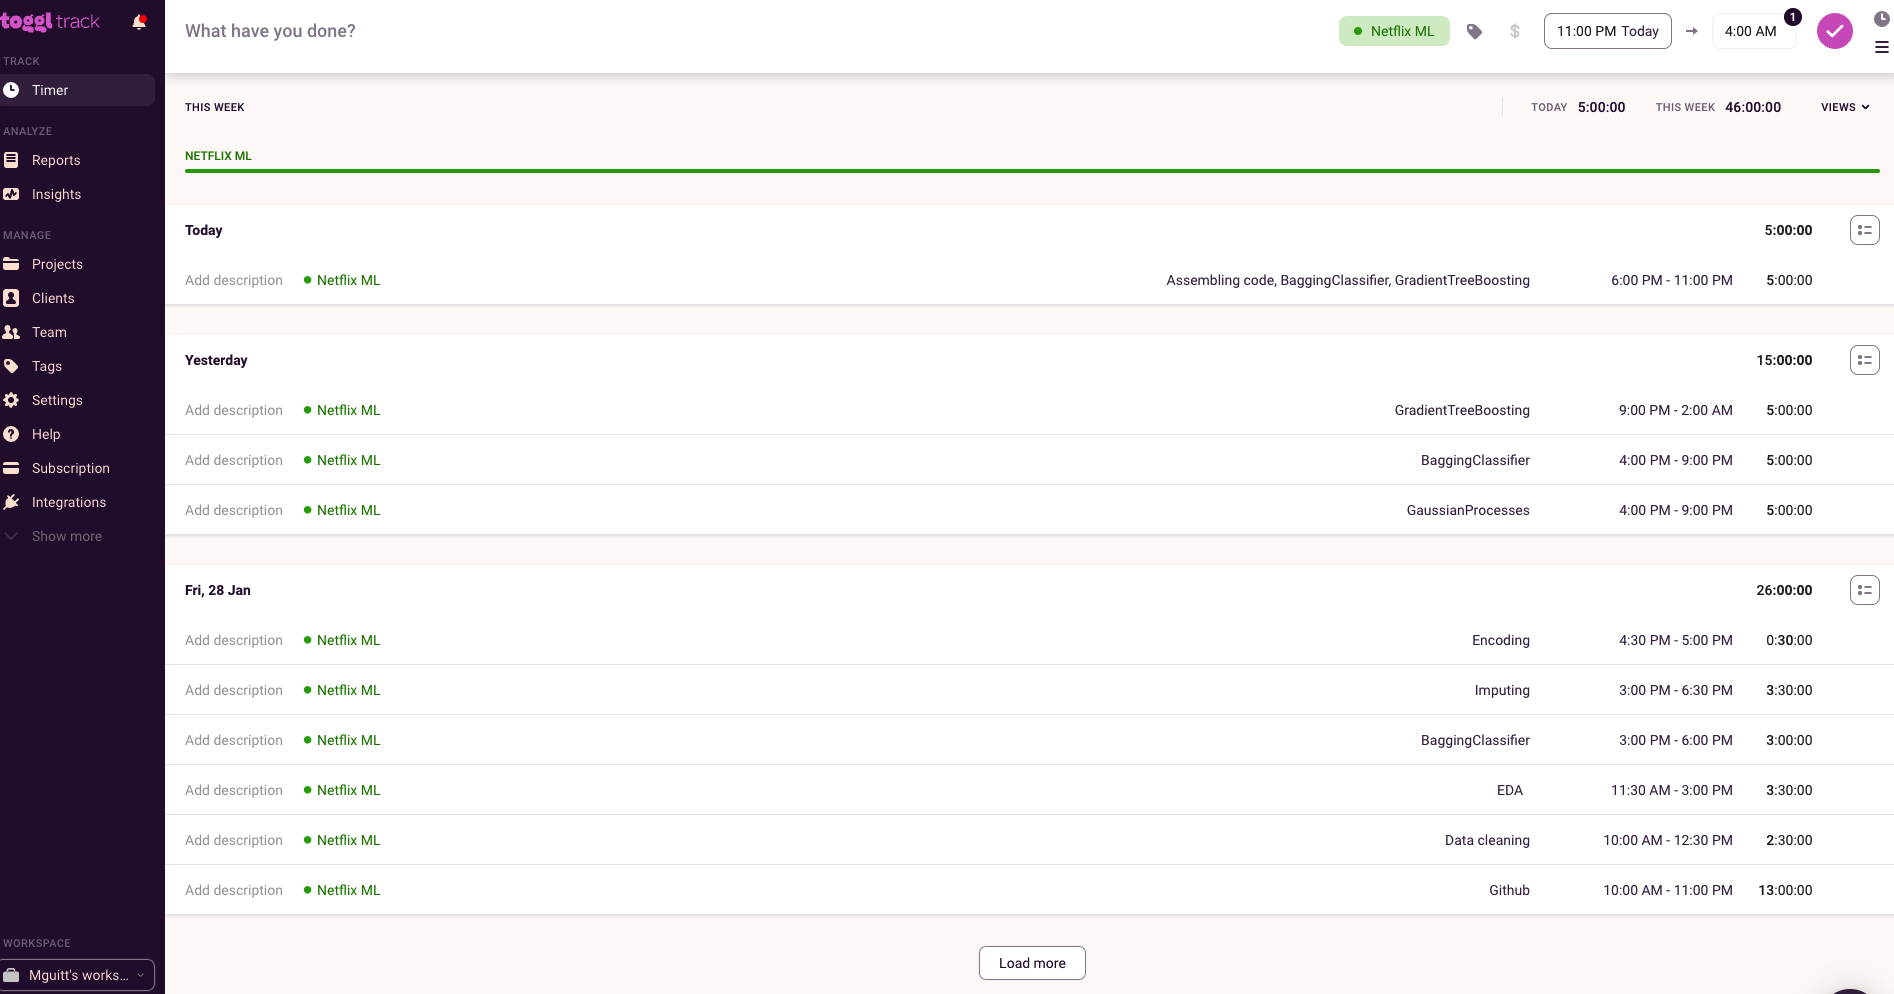 toggl track
TRACK
Timer
ANALYZE
Reports
Insights
MANAGE
Projects
Clients
Team
Tags
Settings
Help
Subscription
Integrations
Show more
WORKSPACE
Mguitt's works...
What have you done?
Netflix ML $ 11:00 PM Today → 4:00 AM 1
THIS WEEK TODAY 5:00:00 THIS WEEK 46:00:00 VIEWS
NETFLIX ML
Today 5:00:00
Add description Netflix ML Assembling code, BaggingClassifier, GradientTreeBoosting 6:00 PM - 11:00 PM 5:00:00
Yesterday 15:00:00
Add description Netflix ML GradientTreeBoosting 9:00 PM - 2:00 AM 5:00:00
Add description Netflix ML BaggingClassifier 4:00 PM - 9:00 PM 5:00:00
Add description Netflix ML GaussianProcesses 4:00 PM - 9:00 PM 5:00:00
Fri, 28 Jan 26:00:00
Add description Netflix ML Encoding 4:30 PM - 5:00 PM 0:30:00
Add description Netflix ML Imputing 3:00 PM - 6:30 PM 3:30:00
Add description Netflix ML BaggingClassifier 3:00 PM - 6:00 PM 3:00:00
Add description Netflix ML EDA 11:30 AM - 3:00 PM 3:30:00
Add description Netflix ML Data cleaning 10:00 AM - 12:30 PM 2:30:00
Add description Netflix ML Github 10:00 AM - 11:00 PM 13:00:00
Load more